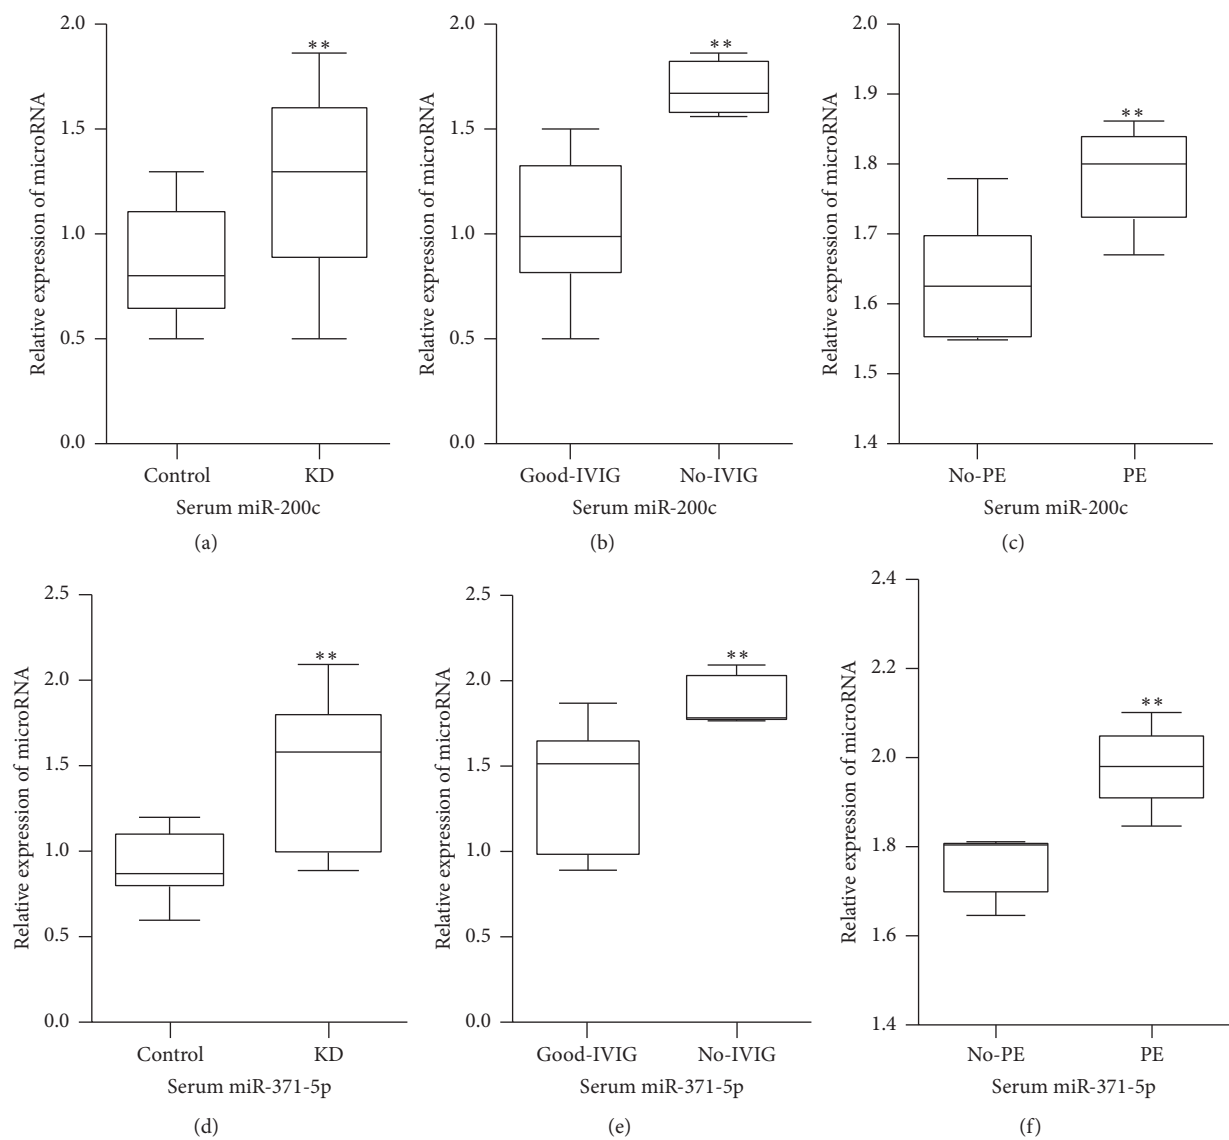 Relative expression of microRNA
2.0
1.5
1.0
0.5
0.0
**
Control
KD
Serum miR-200c
(a)
Relative expression of microRNA
2.0
1.5
1.0
0.5
0.0
**
Good-IVIG
No-IVIG
Serum miR-200c
(b)
Relative expression of microRNA
2.0
1.9
1.8
1.7
1.6
1.5
1.4
**
No-PE
PE
Serum miR-200c
(c)
Relative expression of microRNA
2.5
2.0
1.5
1.0
0.5
0.0
**
Control
KD
Serum miR-371-5p
(d)
Relative expression of microRNA
2.5
2.0
1.5
1.0
0.5
0.0
**
Good-IVIG
No-IVIG
Serum miR-371-5p
(e)
Relative expression of microRNA
2.4
2.2
2.0
1.8
1.6
1.4
**
No-PE
PE
Serum miR-371-5p
(f)